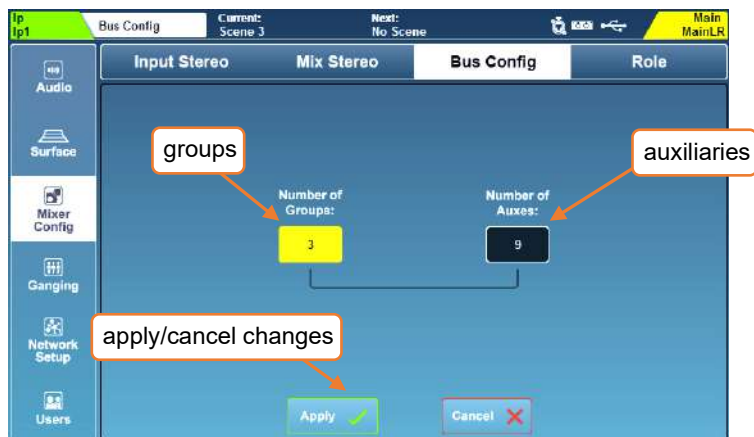 Ip
Ip1
Bus Config
Current:
Scene 3
Next:
No Scene
Main
MainLR
Audio
Surface
Mixer
Config
Ganging
Network
Setup
Users
Input Stereo
Mix Stereo
Bus Config
Role
groups
auxiliaries
Number of
Groups:
3
Number of
Auxes:
9
apply/cancel changes
Apply
Cancel